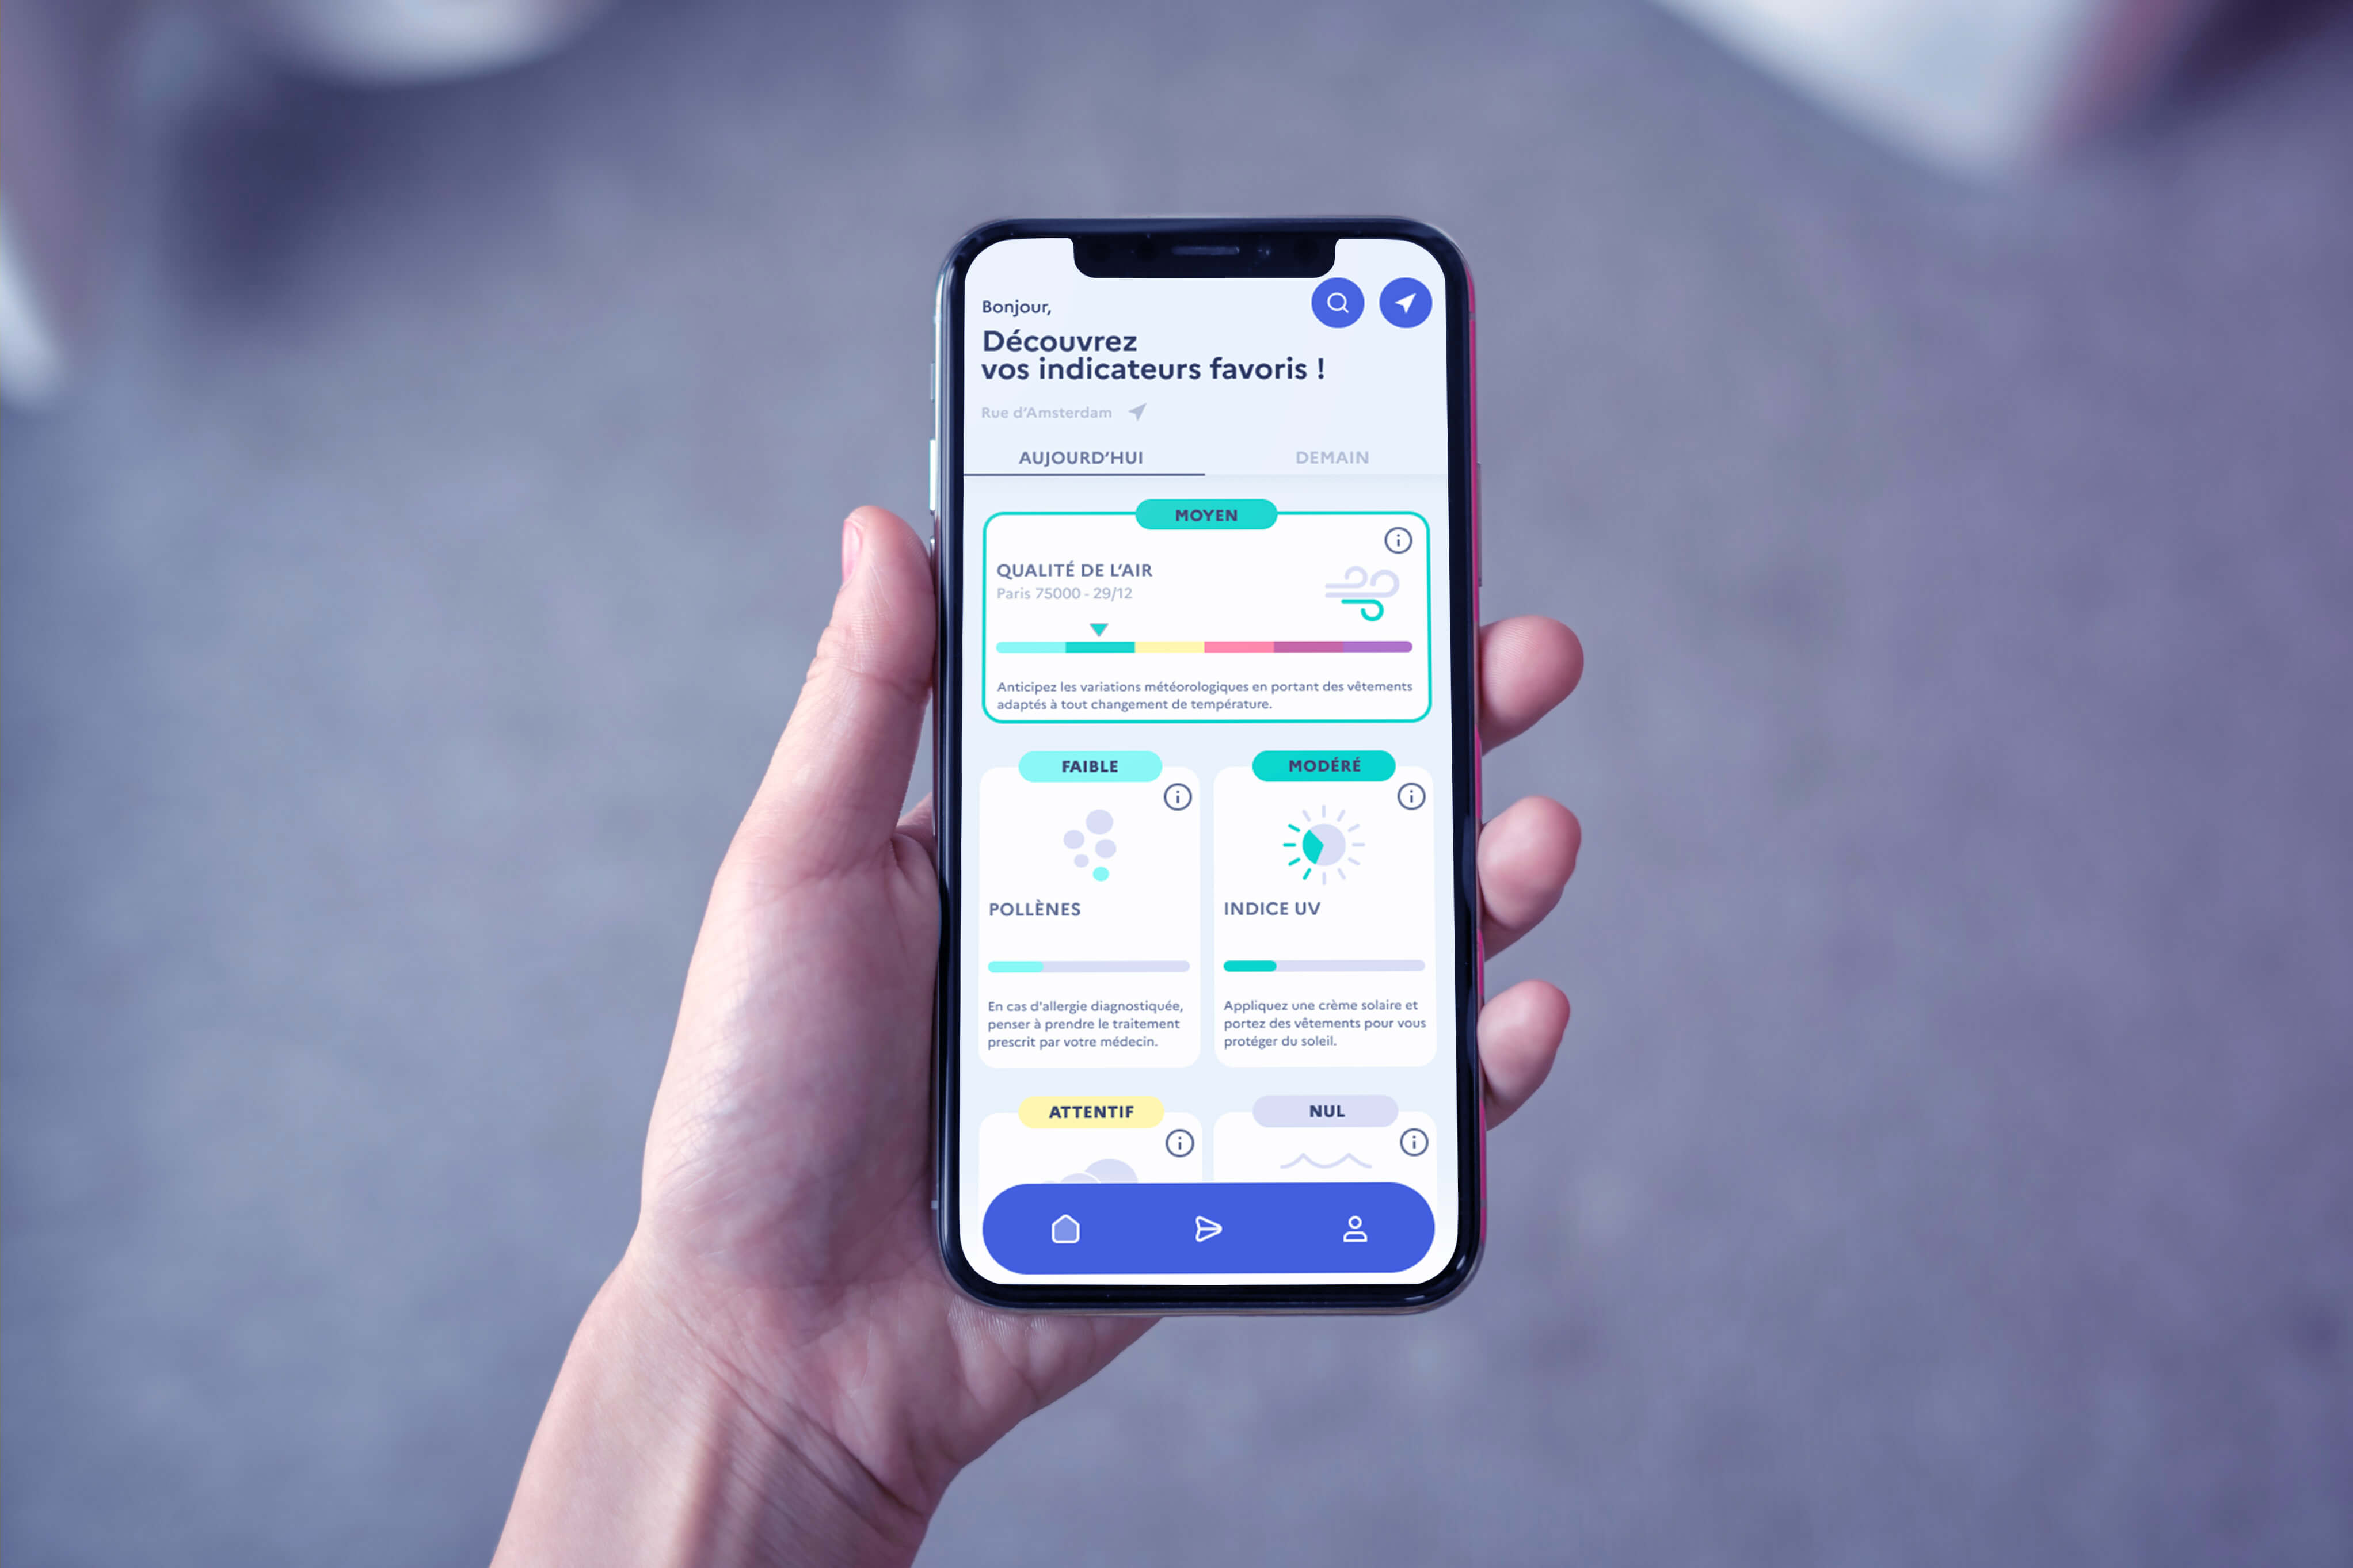 Bonjour,
Découvrez
vos indicateurs favoris !
Rue d'Amsterdam
AUJOURD'HUI
DEMAIN
MOYEN
QUALITÉ DE L'AIR
Paris 75000 - 29/12
Anticipez les variations météorologiques en portant des vêtements
adaptés à tout changement de température.
FAIBLE
POLLÈNES
En cas d'allergie diagnostiquée,
penser à prendre le traitement
prescrit par votre médecin.
MODÉRÉ
INDICE UV
Appliquez une crème solaire et
portez des vêtements pour vous
protéger du soleil.
ATTENTIF
NUL